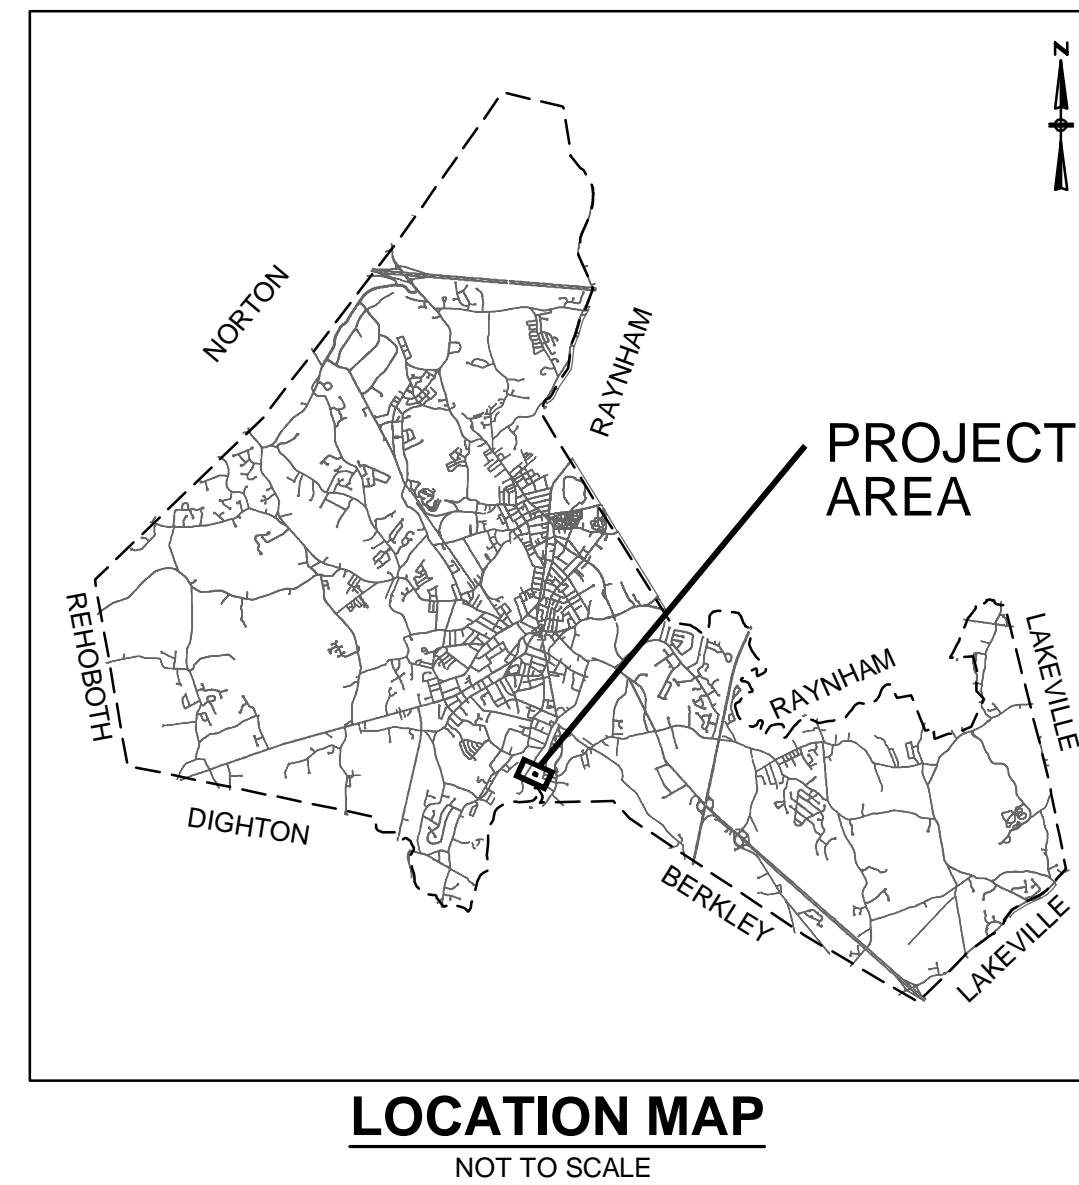 N
NORTON
RAYNHAM
PROJECT
AREA
REHOBOTH
LAKEVILLE
RAYNHAM
DIGHTON
BERKLEY
LAKEVILLE
LOCATION MAP
NOT TO SCALE